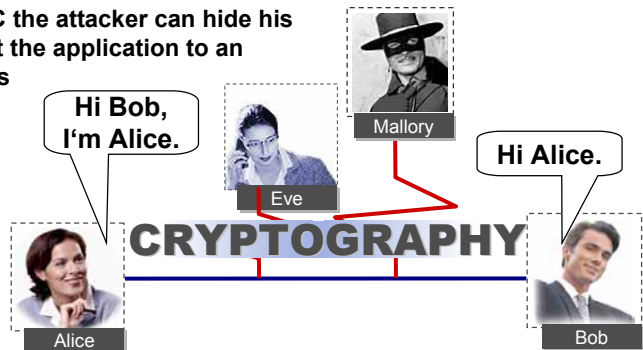 C the attacker can hide his
t the application to an
s
Hi Bob,
I‘m Alice.
Mallory
Hi Alice.
Eve
CRYPTOGRAPHY
Alice
Bob